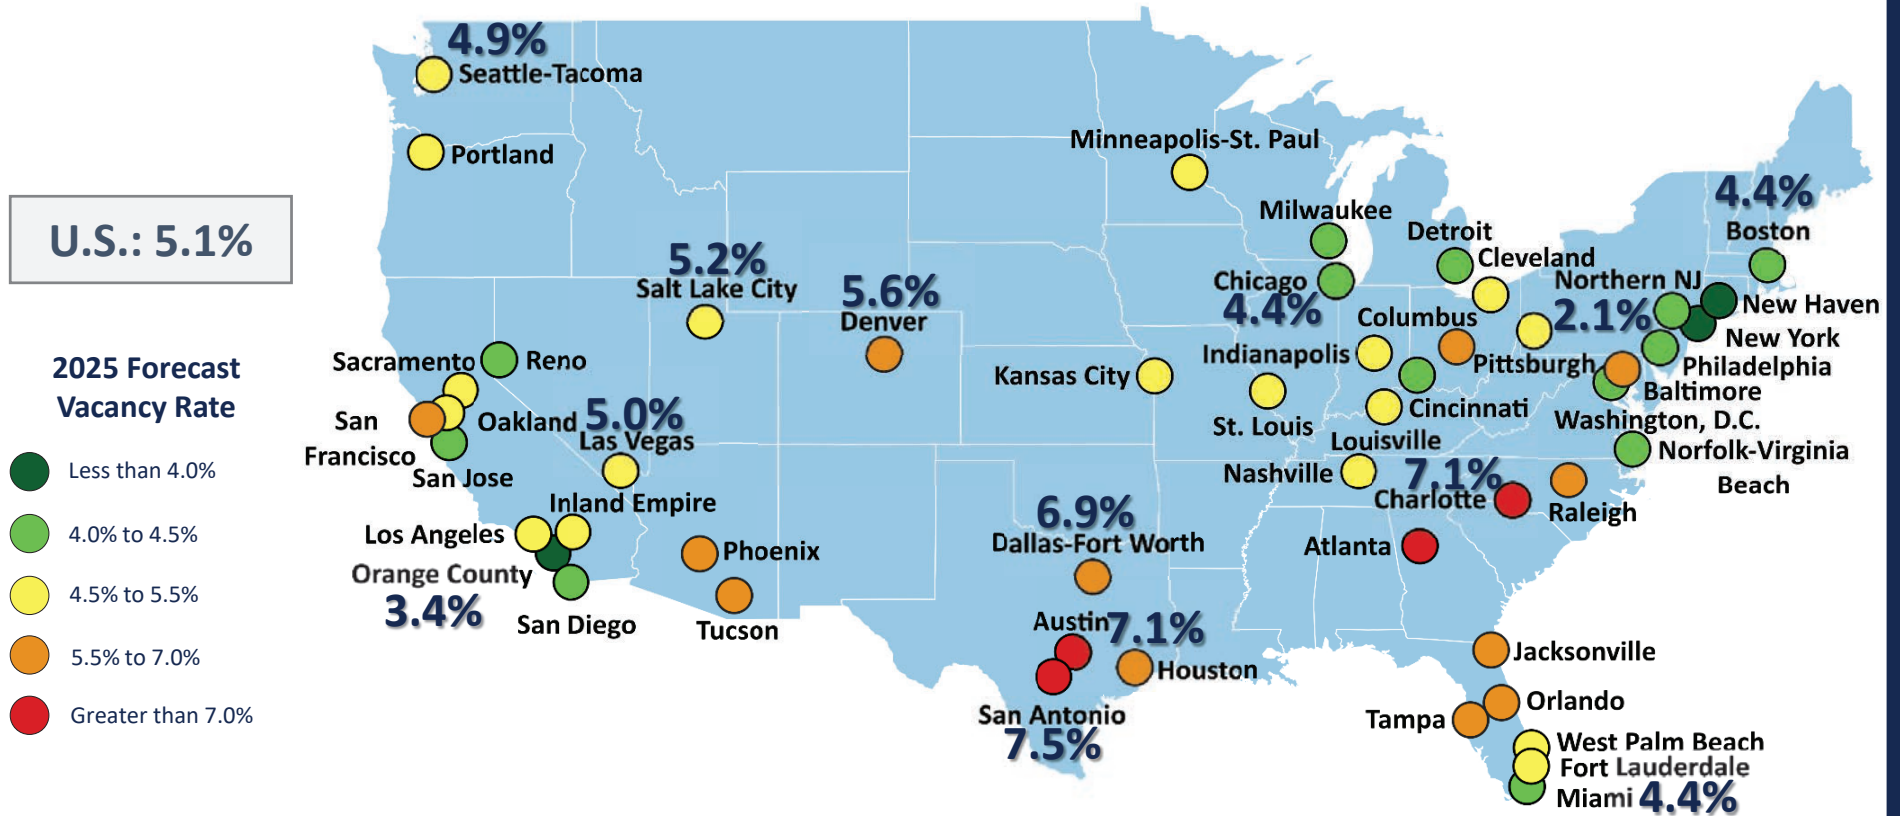 U.S.: 5.1%
2025 Forecast
Vacancy Rate
Less than 4.0%
4.0% to 4.5%
4.5% to 5.5%
5.5% to 7.0%
Greater than 7.0%
4.9%
Seattle-Tacoma
Portland
Minneapolis-St. Paul
Milwaukee
Chicago
4.4%
Detroit
Cleveland
4.4%
Boston
Northern NJ
2.1%
New Haven
New York
Philadelphia
Baltimore
Washington, D.C.
Norfolk-Virginia
Beach
Pittsburgh
Columbus
Indianapolis
Cincinnati
Louisville
St. Louis
Kansas City
5.2%
Salt Lake City
5.6%
Denver
Sacramento
Reno
San
Francisco
Oakland
San Jose
5.0%
Las Vegas
Inland Empire
Los Angeles
Orange County
3.4%
San Diego
Phoenix
Tucson
6.9%
Dallas-Fort Worth
Austin
7.1%
Houston
San Antonio
7.5%
Nashville
7.1%
Charlotte
Raleigh
Atlanta
Jacksonville
Orlando
Tampa
West Palm Beach
Fort Lauderdale
Miami 4.4%